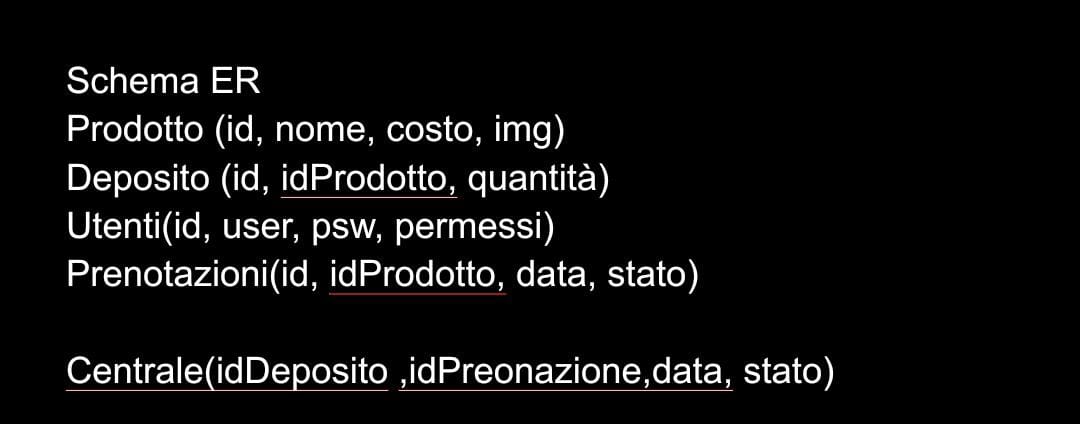 Schema ER
Prodotto (id, nome, costo, img)
Deposito (id, idProdotto, quantità)
Utenti(id, user, psw, permessi)
Prenotazioni(id, idProdotto, data, stato)
Centrale(idDeposito ,idPreonazione,data, stato)